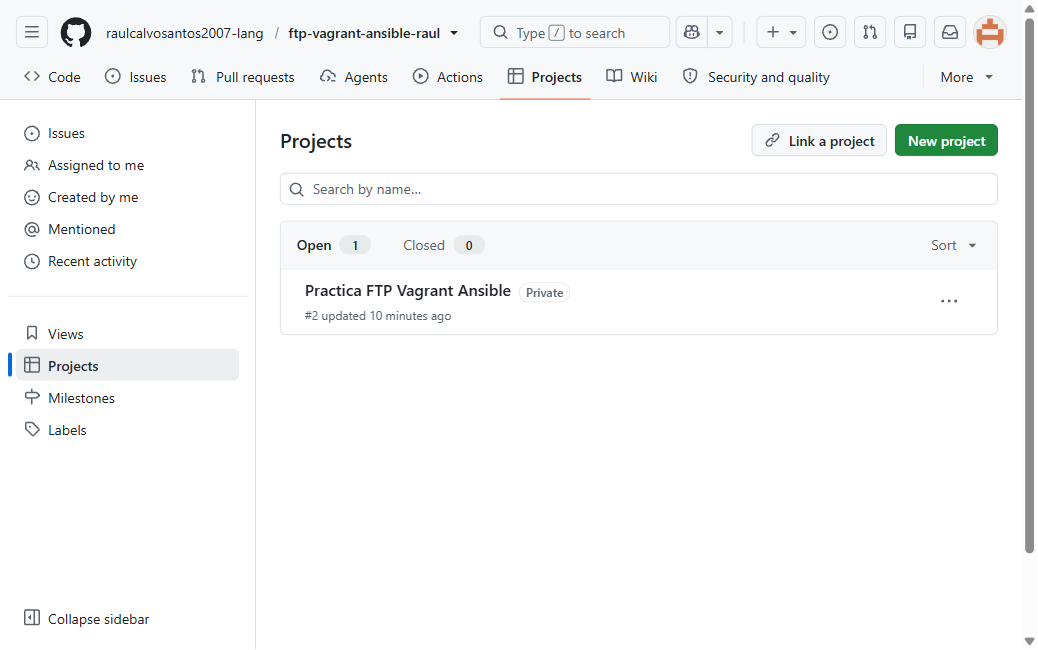 raulcalvosantos2007-lang / ftp-vagrant-ansible-raul Type / to search
Code Issues Pull requests Agents Actions Projects Wiki Security and quality More
Issues
Assigned to me
Created by me
Mentioned
Recent activity
Views
Projects
Milestones
Labels
Collapse sidebar
Projects Link a project New project
Search by name...
Open 1 Closed 0 Sort
Practica FTP Vagrant Ansible Private
#2 updated 10 minutes ago